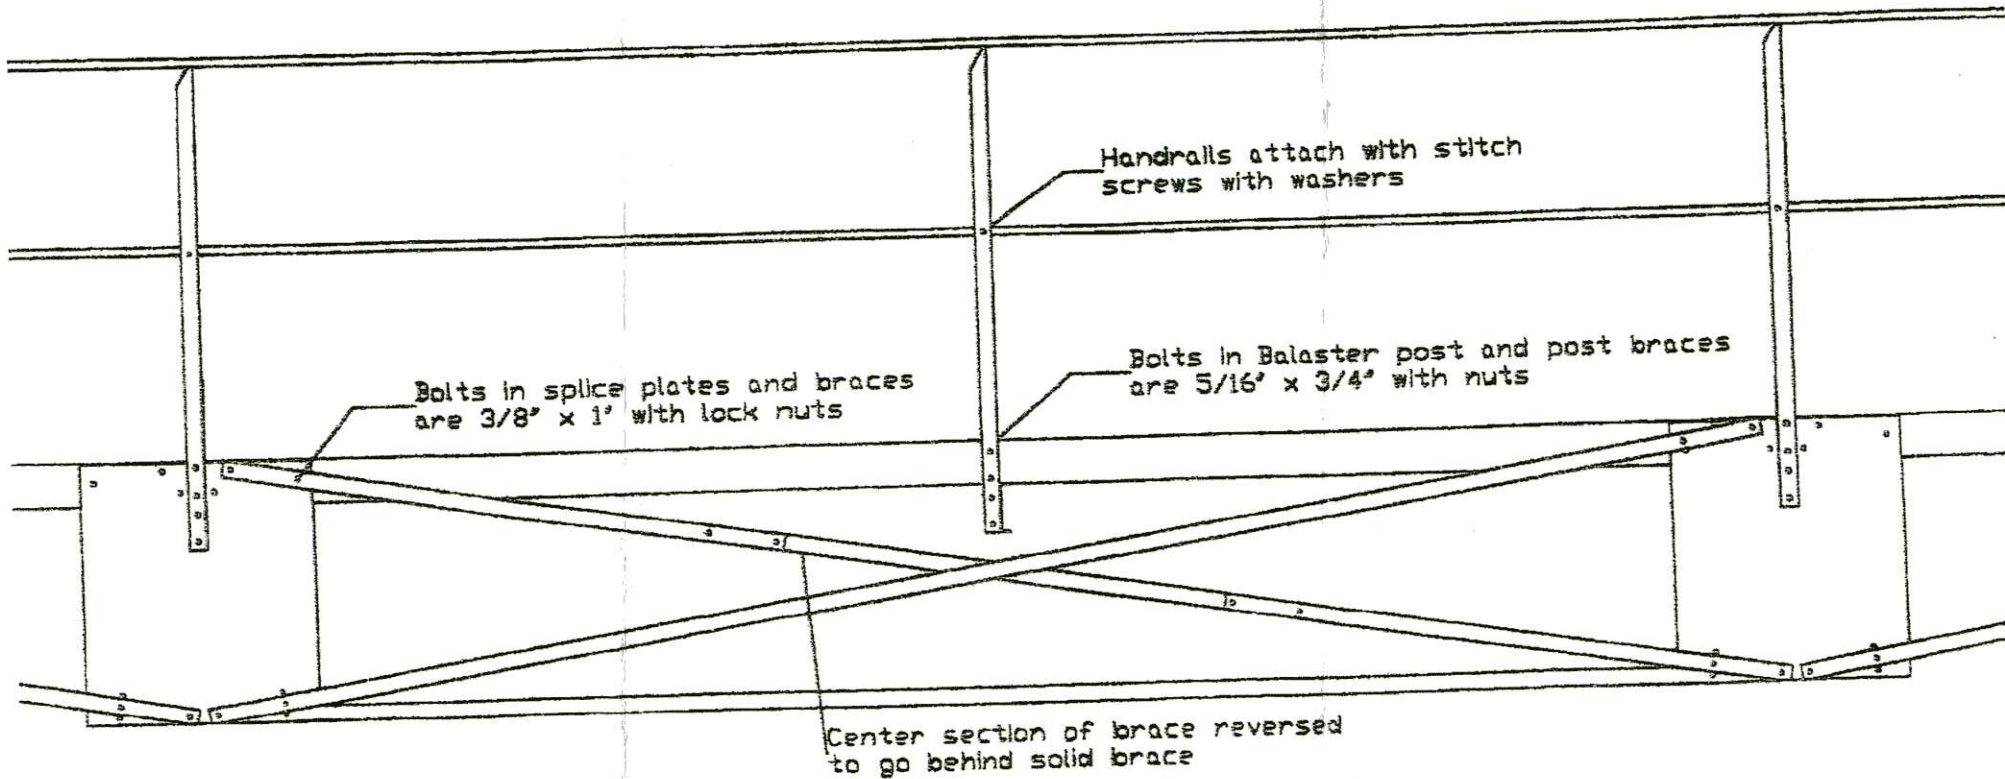 Handrails attach with stitch
screws with washers
Bolts in Balaster post and post braces
are 5/16" x 3/4" with nuts
Bolts in splice plates and braces
are 3/8" x 1" with lock nuts
Center section of brace reversed
to go behind solid brace